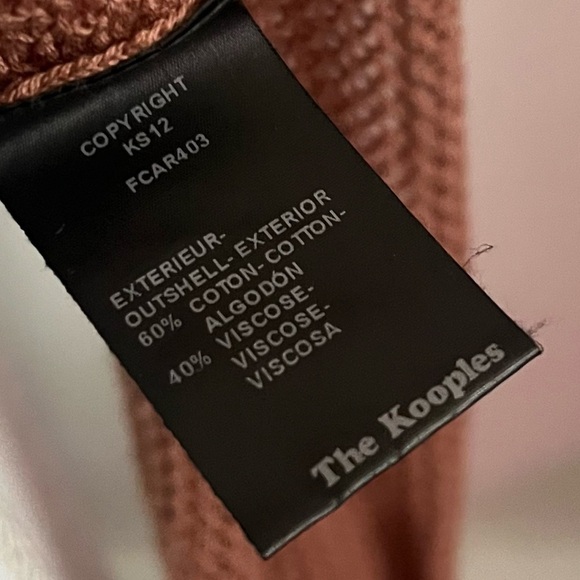 COPYRIGHT
KS12
FCAR403
EXTERIEUR-
OUTSHELL-EXTERIOR
60% COTON-COTTON-
ALGODÓN
40% VISCOSE-
VISCOSE-
VISCOSA
The Kooples